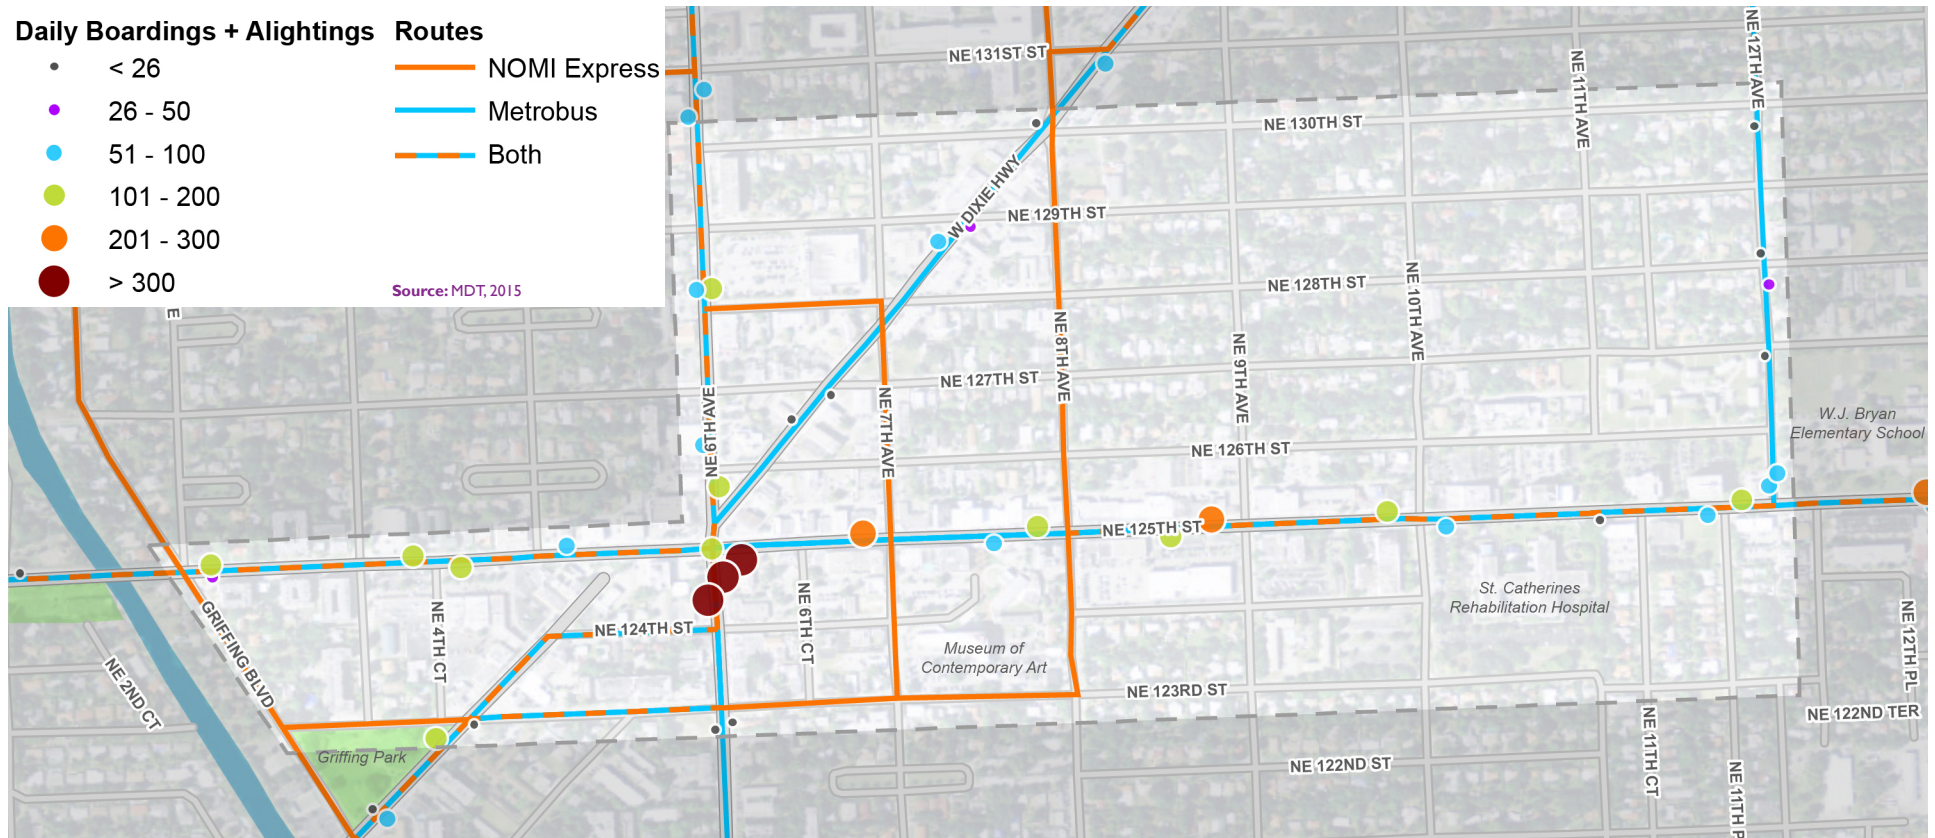 Daily Boardings + Alightings
< 26
26 - 50
51 - 100
101 - 200
201 - 300
> 300
Routes
NOMI Express
Metrobus
Both
Source: MDT, 2015
NE 131ST ST
NE 12TH AVE
NE 11TH AVE
NE 130TH ST
W DIXIE HWY
NE 129TH ST
NE 128TH ST
NE 10TH AVE
E
NE 8TH AVE
NE 9TH AVE
NE 127TH ST
NE 6TH AVE
NE 7TH AVE
W.J. Bryan
Elementary School
NE 126TH ST
NE 125TH ST
St. Catherines
Rehabilitation Hospital
GRIFFING BLVD
NE 4TH CT
NE 124TH ST
NE 6TH CT
Museum of
Contemporary Art
NE 12TH PL
NE 2ND CT
NE 123RD ST
NE 122ND TER
Griffing Park
NE 122ND ST
NE 11TH CT
NE 11TH P